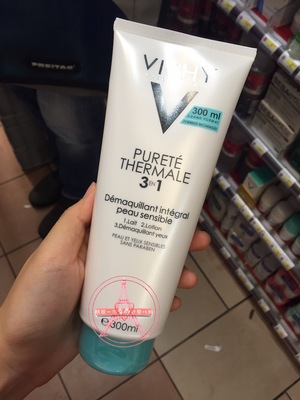 FREITAG
VICHY
V
300 ml
PURETÉ
THERMALE
3 EN 1
Démaquillant intégral
peau sensible
1.Lait 2.Lotion
3.Démaquillant yeux
PEAU ET YEUX SENSIBLES
SANS PARABEN
e 300ml